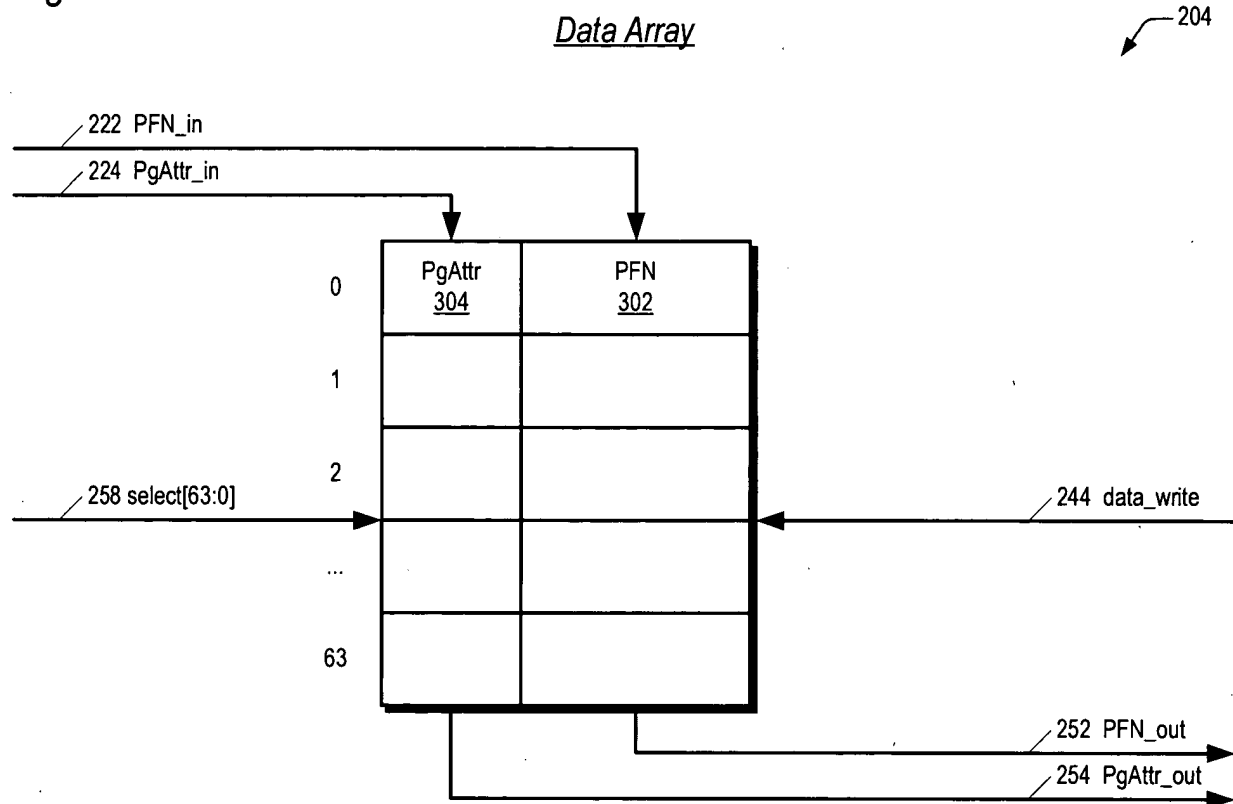 Data Array
204
222 PFN_in
224 PgAttr_in
0
PgAttr
304
PFN
302
1
2
258 select[63:0]
244 data_write
...
63
252 PFN_out
254 PgAttr_out